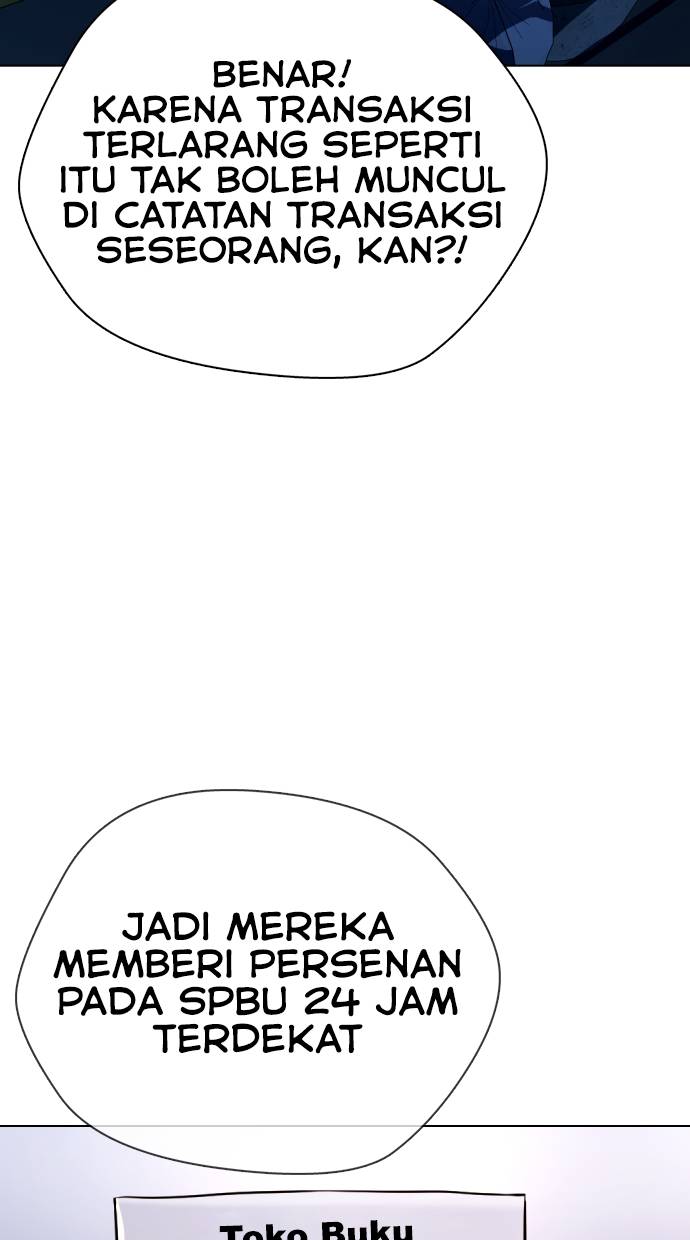 BENAR!
KARENA TRANSAKSI
TERLARANG SEPERTI
ITU TAK BOLEH MUNCUL
DI CATATAN TRANSAKSI
SESEORANG, KAN?!
JADI MEREKA
MEMBERI PERSENAN
PADA SPBU 24 JAM
TERDEKAT
Toko Buku